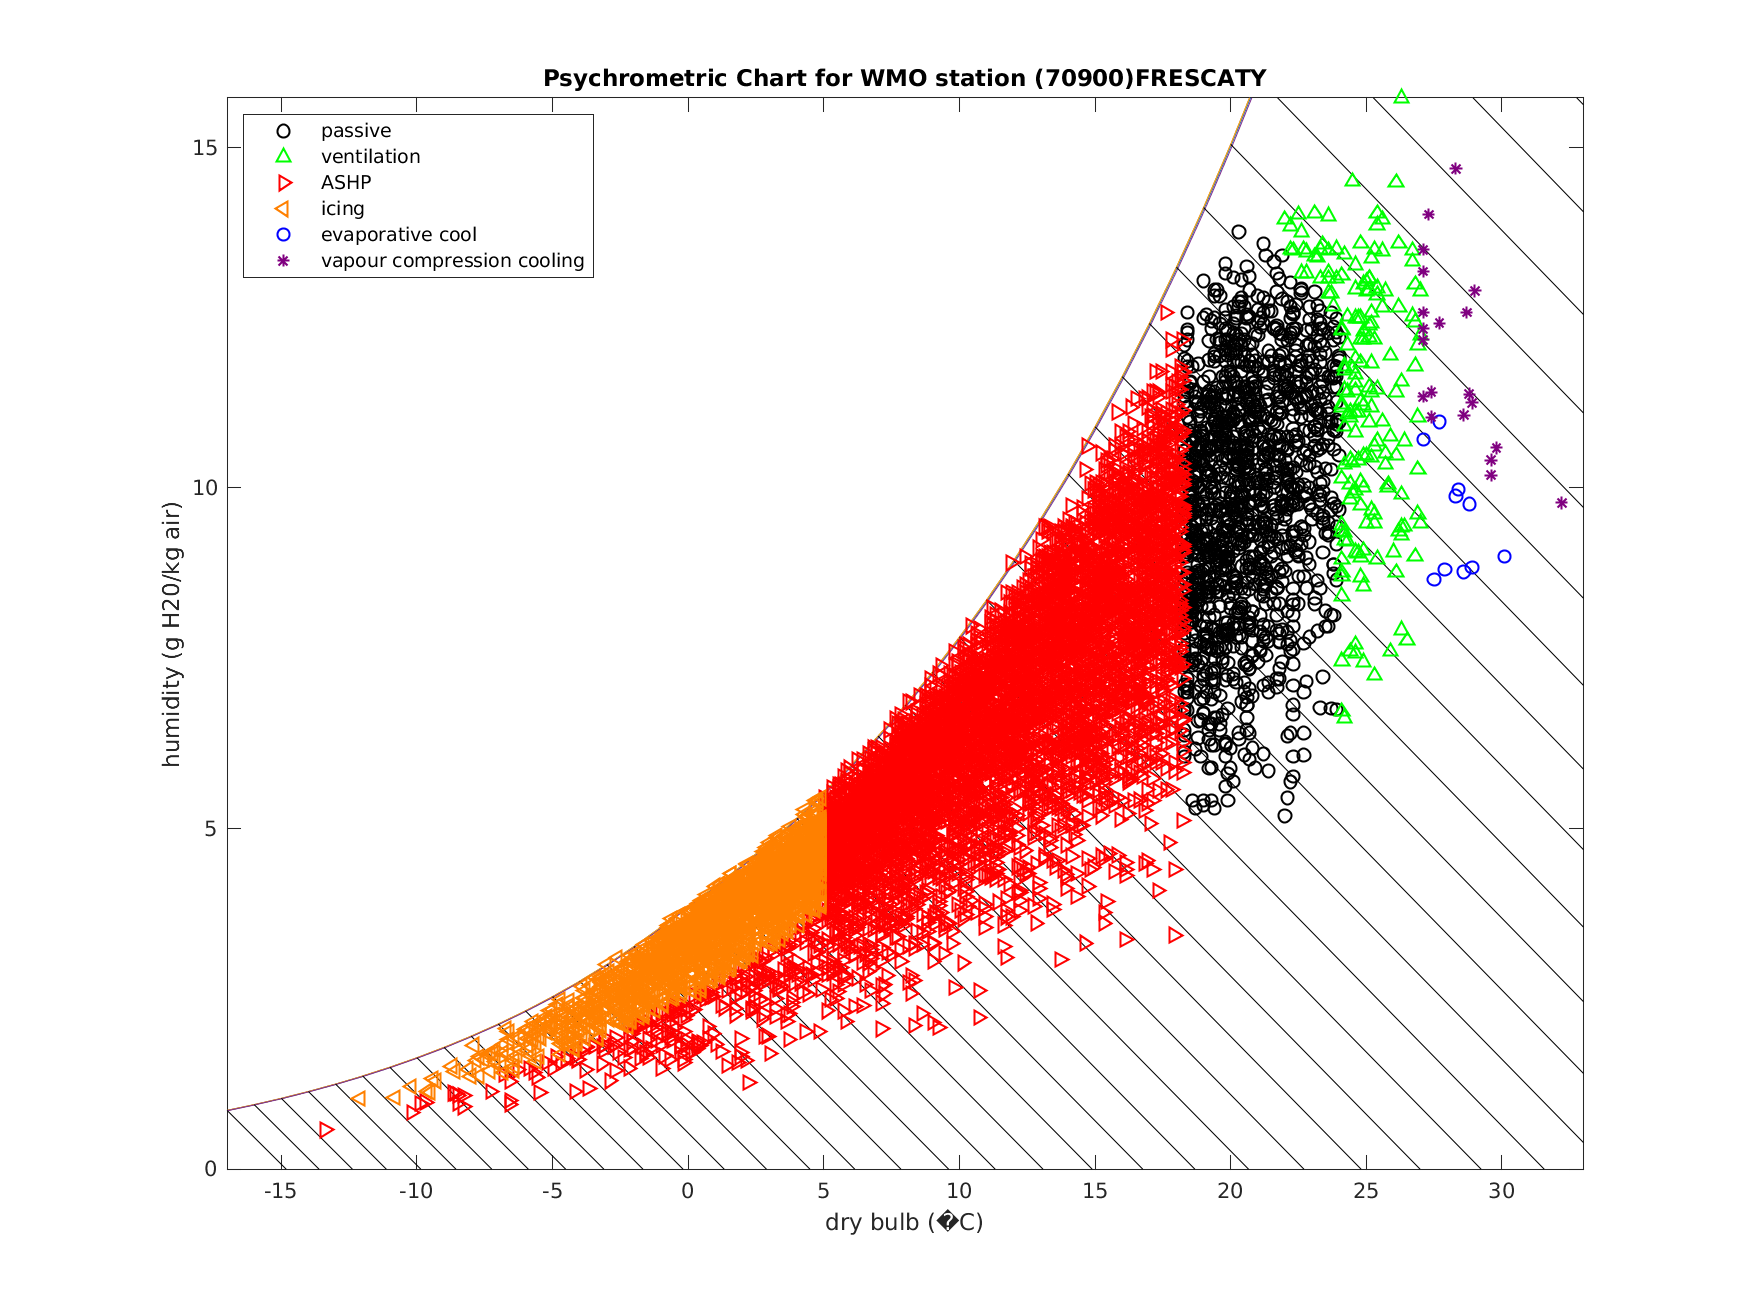 Psychrometric Chart for WMO station (70900)FRESCATY
passive
ventilation
ASHP
icing
evaporative cool
vapour compression cooling
humidity (g H20/kg air)
15
10
5
0
-15 -10 -5 0 5 10 15 20 25 30
dry bulb (�C)